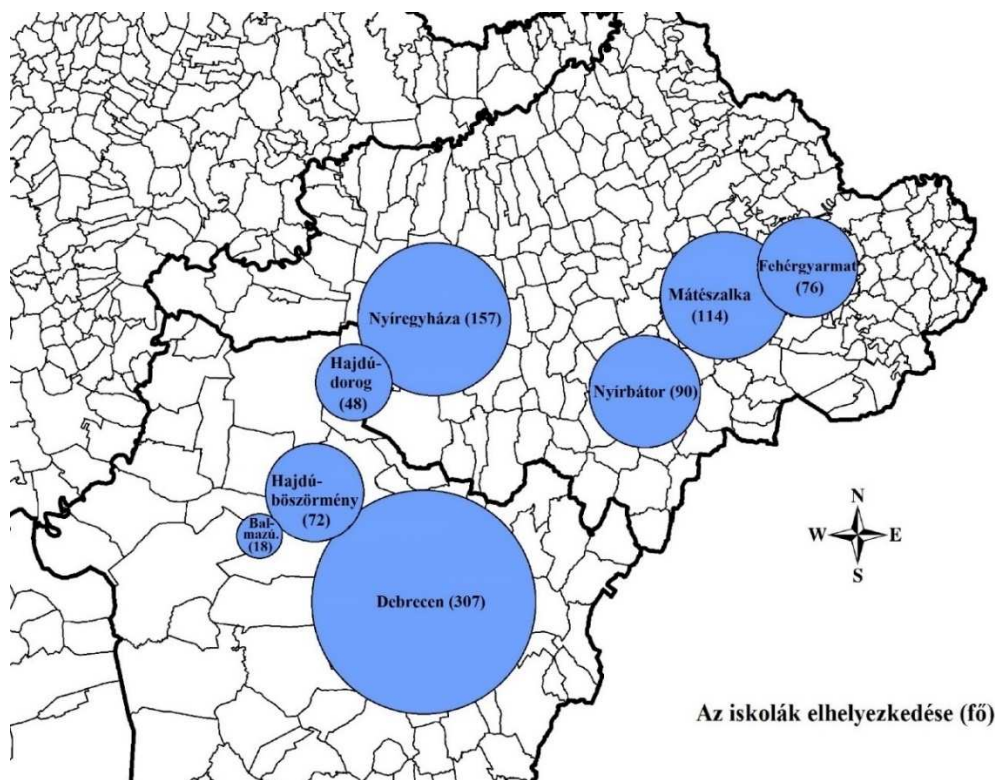 Fehérgyarmat
(76)
Mátészalka
(114)
Nyíregyháza (157)
Hajdú-
dorog
(48)
Nyírbátor (90)
Hajdú-
böszörmény
(72)
Bal-
mazú.
(18)
N
W E
S
Debrecen (307)
Az iskolák elhelyezkedése (fő)